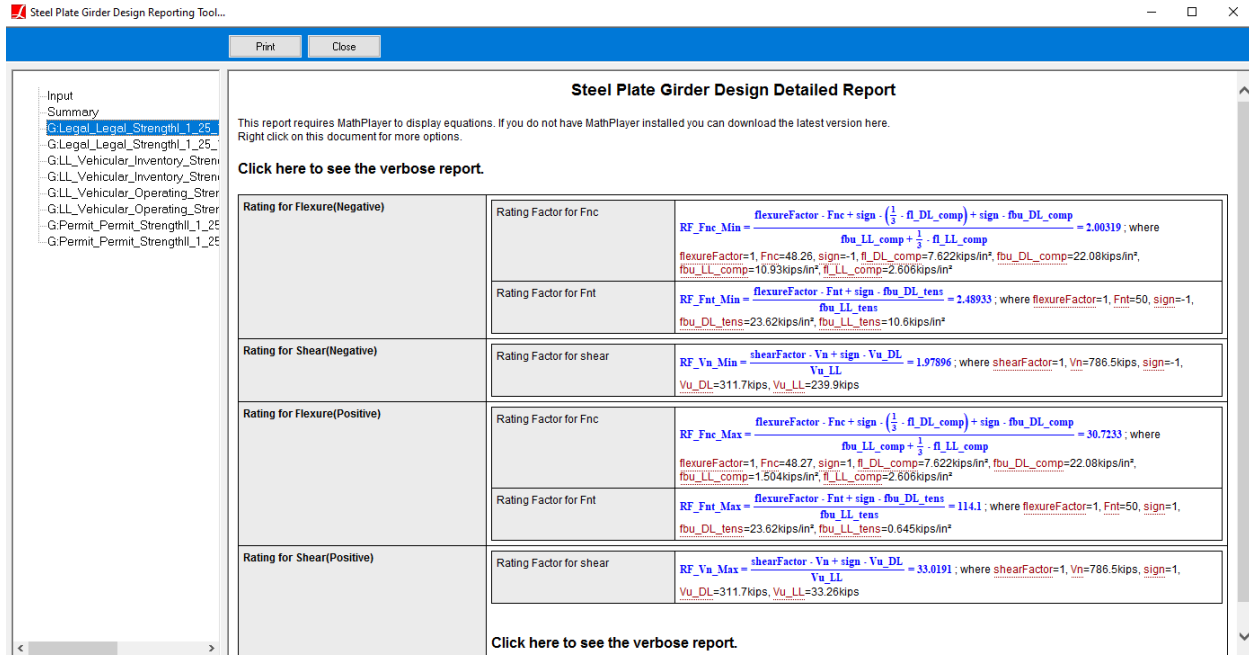 Steel Plate Girder Design Reporting Tool...
Print Close
Input
Summary
G:Legal_Legal_StrengthI_1_25_
G:Legal_Legal_StrengthI_1_25_
G:LL_Vehicular_Inventory_Stren
G:LL_Vehicular_Inventory_Stren
G:LL_Vehicular_Operating_Stren
G:LL_Vehicular_Operating_Stren
G:Permit_Permit_StrengthII_1_25
G:Permit_Permit_StrengthII_1_25
Steel Plate Girder Design Detailed Report
This report requires MathPlayer to display equations. If you do not have MathPlayer installed you can download the latest version here.
Right click on this document for more options.
Click here to see the verbose report.
Rating for Flexure(Negative)
Rating Factor for Fnc
RF_Fnc_Min = flexureFactor · Fnc + sign · (1/3 · fl_DL_comp) + sign · fbu_DL_comp / fbu_LL_comp + 1/3 · fl_LL_comp = 2.00319 ; where
flexureFactor=1, Fnc=48.26, sign=-1, fl_DL_comp=7.622kips/in², fbu_DL_comp=22.08kips/in²,
fbu_LL_comp=10.93kips/in², fl_LL_comp=2.606kips/in²
Rating Factor for Fnt
RF_Fnt_Min = flexureFactor · Fnt + sign · fbu_DL_tens / fbu_LL_tens = 2.48933 ; where flexureFactor=1, Fnt=50, sign=-1,
fbu_DL_tens=23.62kips/in², fbu_LL_tens=10.6kips/in²
Rating for Shear(Negative)
Rating Factor for shear
RF_Vn_Min = shearFactor · Vn + sign · Vu_DL / Vu_LL = 1.97896 ; where shearFactor=1, Vn=786.5kips, sign=-1,
Vu_DL=311.7kips, Vu_LL=239.9kips
Rating for Flexure(Positive)
Rating Factor for Fnc
RF_Fnc_Max = flexureFactor · Fnc + sign · (1/3 · fl_DL_comp) + sign · fbu_DL_comp / fbu_LL_comp + 1/3 · fl_LL_comp = 30.7233 ; where
flexureFactor=1, Fnc=48.27, sign=1, fl_DL_comp=7.622kips/in², fbu_DL_comp=22.08kips/in²,
fbu_LL_comp=1.504kips/in², fl_LL_comp=2.606kips/in²
Rating Factor for Fnt
RF_Fnt_Max = flexureFactor · Fnt + sign · fbu_DL_tens / fbu_LL_tens = 114.1 ; where flexureFactor=1, Fnt=50, sign=1,
fbu_DL_tens=23.62kips/in², fbu_LL_tens=0.645kips/in²
Rating for Shear(Positive)
Rating Factor for shear
RF_Vn_Max = shearFactor · Vn + sign · Vu_DL / Vu_LL = 33.0191 ; where shearFactor=1, Vn=786.5kips, sign=1,
Vu_DL=311.7kips, Vu_LL=33.26kips
Click here to see the verbose report.